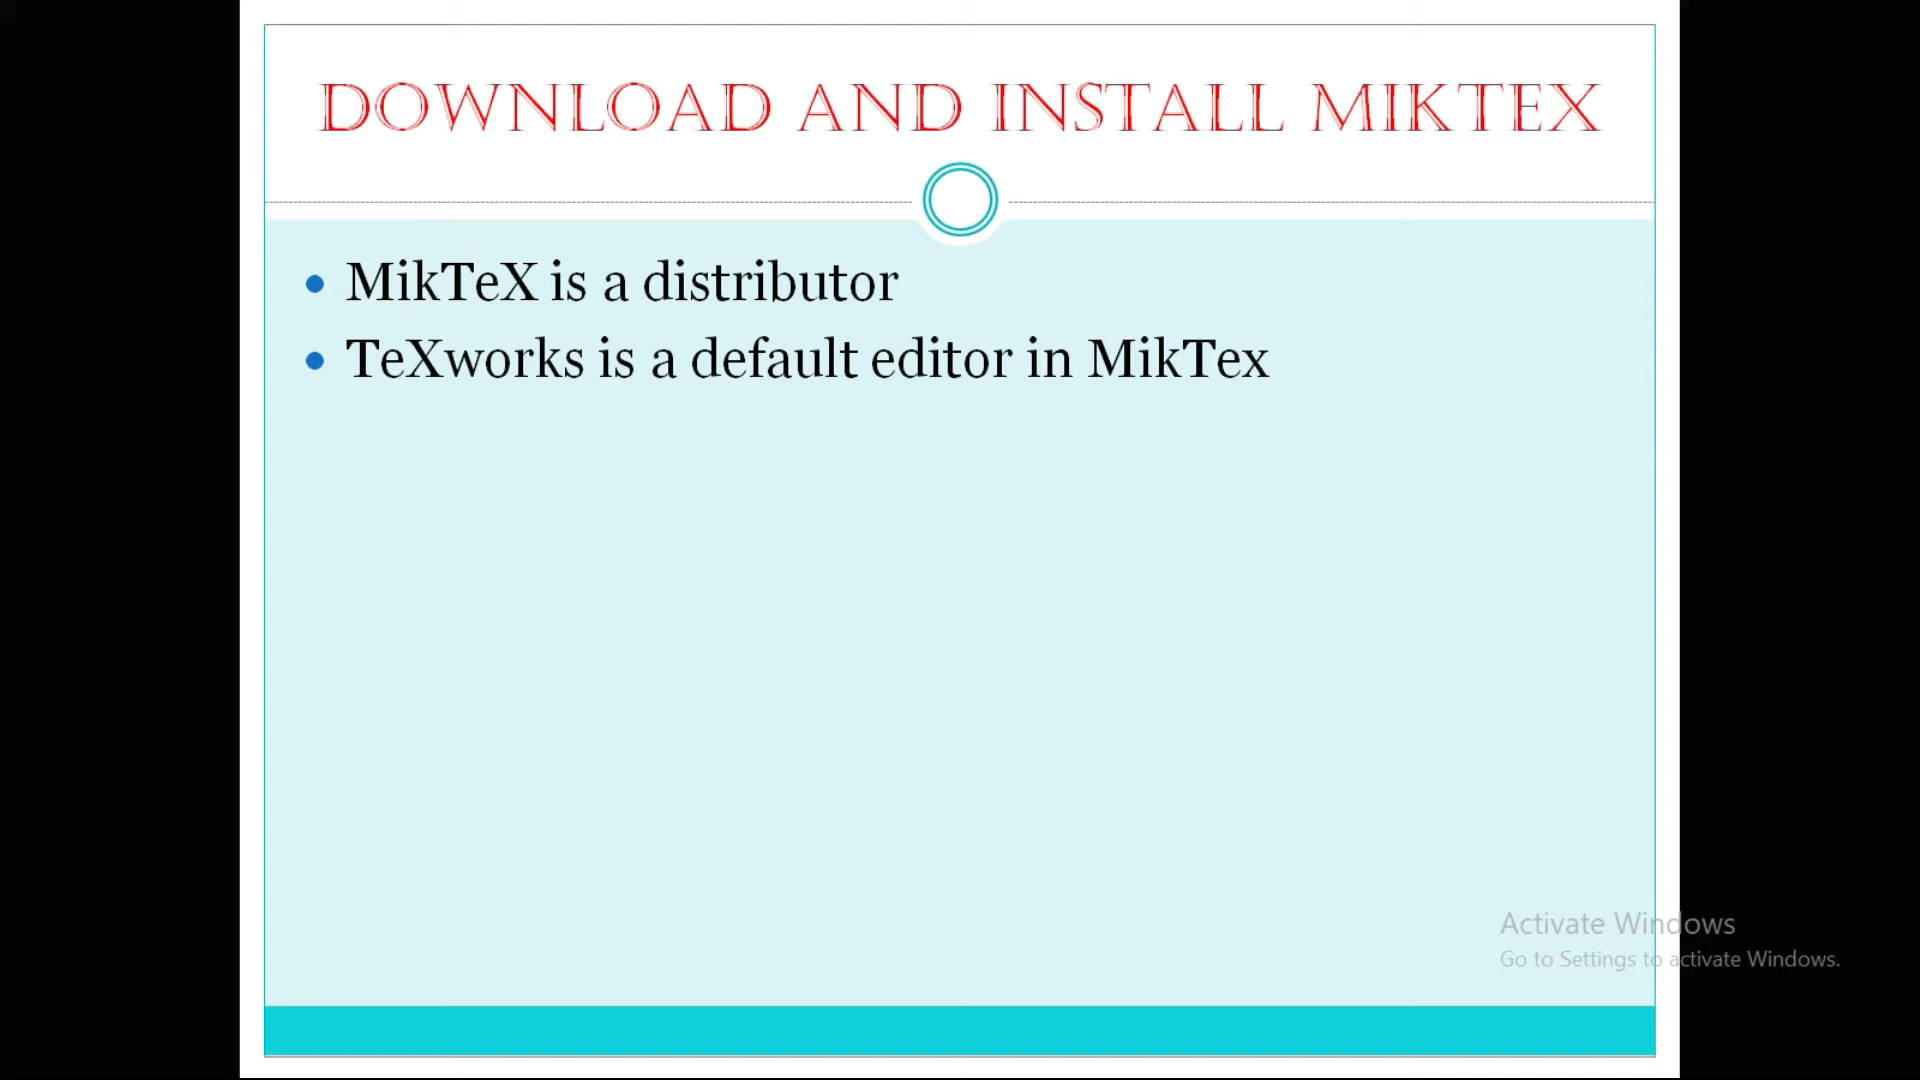 DOWNLOAD AND INSTALL MIKTEX
• MikTeX is a distributor
• TeXworks is a default editor in MikTex
Activate Windows
Go to Settings to activate Windows.